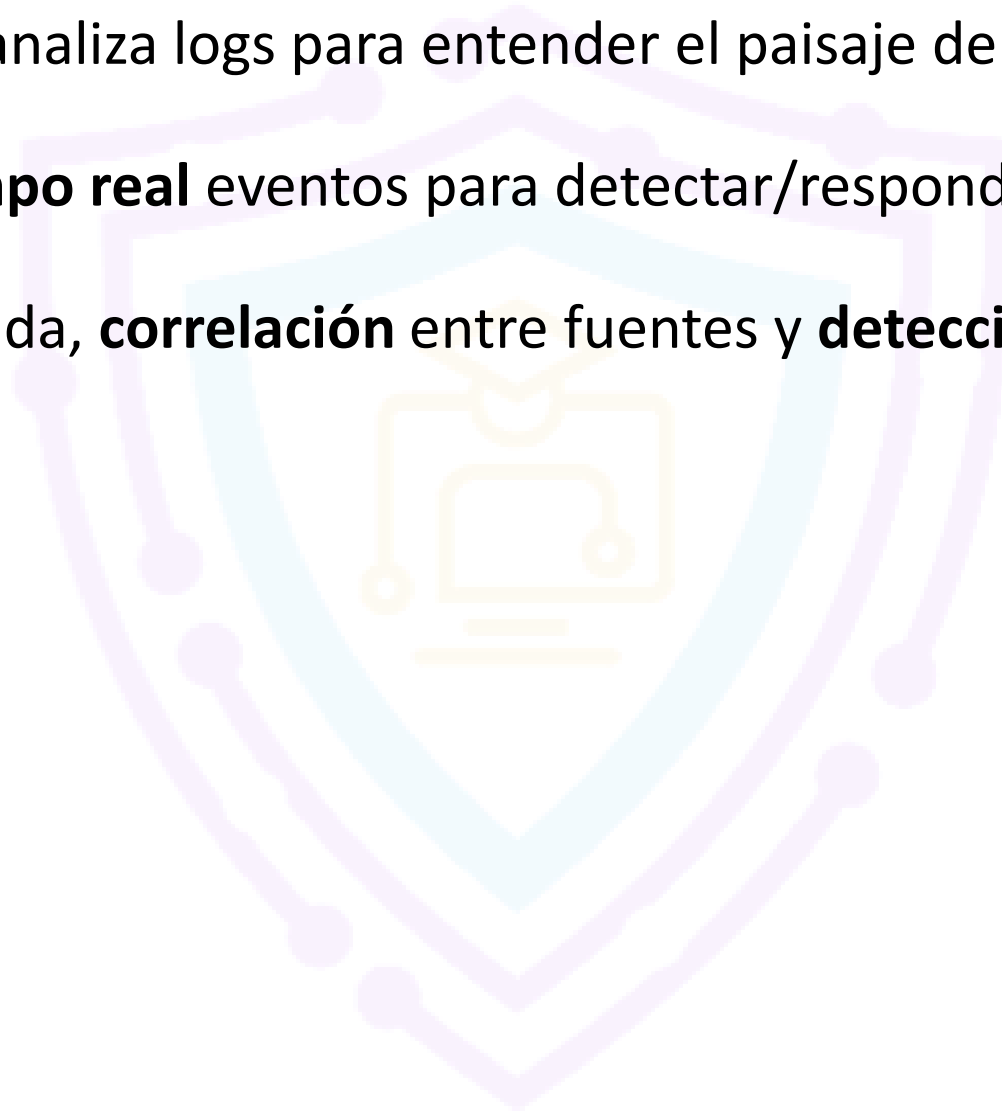 analiza logs para entender el paisaje de
po real eventos para detectar/respond
da, correlación entre fuentes y detecci